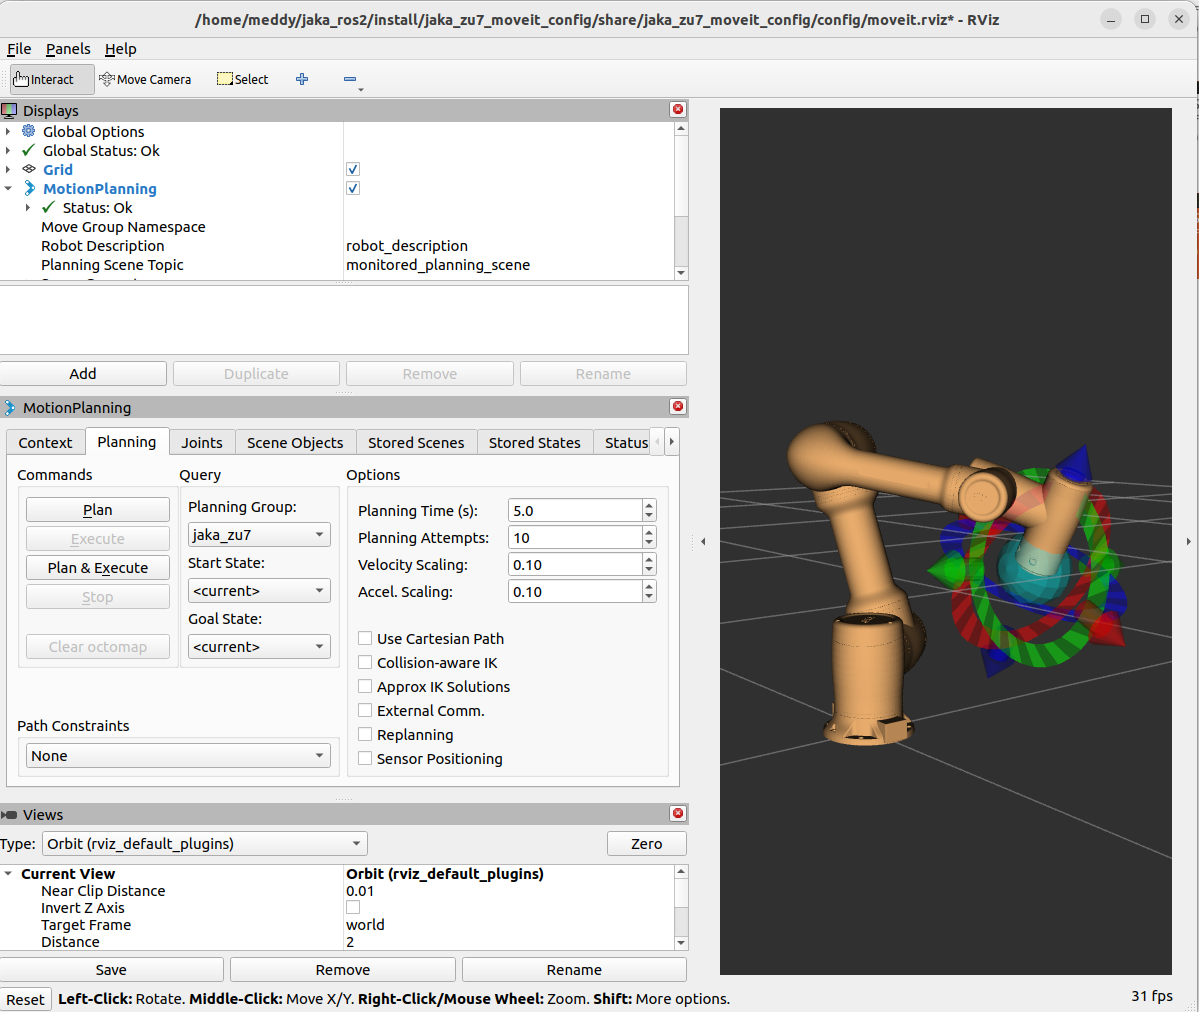 /home/meddy/jaka_ros2/install/jaka_zu7_moveit_config/share/jaka_zu7_moveit_config/config/moveit.rviz* - RViz
File Panels Help
Interact Move Camera Select
Displays
Global Options
Global Status: Ok
Grid
MotionPlanning
Status: Ok
Move Group Namespace
Robot Description robot_description
Planning Scene Topic monitored_planning_scene
Add Duplicate Remove Rename
MotionPlanning
Context Planning Joints Scene Objects Stored Scenes Stored States Status
Commands
Plan
Execute
Plan & Execute
Stop
Clear octomap
Query
Planning Group:
jaka_zu7
Start State:
<current>
Goal State:
<current>
Options
Planning Time (s): 5.0
Planning Attempts: 10
Velocity Scaling: 0.10
Accel. Scaling: 0.10
Use Cartesian Path
Collision-aware IK
Approx IK Solutions
External Comm.
Replanning
Sensor Positioning
Path Constraints
None
Views
Type: Orbit (rviz_default_plugins) Zero
Current View Orbit (rviz_default_plugins)
Near Clip Distance 0.01
Invert Z Axis
Target Frame world
Distance 2
Save Remove Rename
Reset Left-Click: Rotate. Middle-Click: Move X/Y. Right-Click/Mouse Wheel: Zoom. Shift: More options. 31 fps